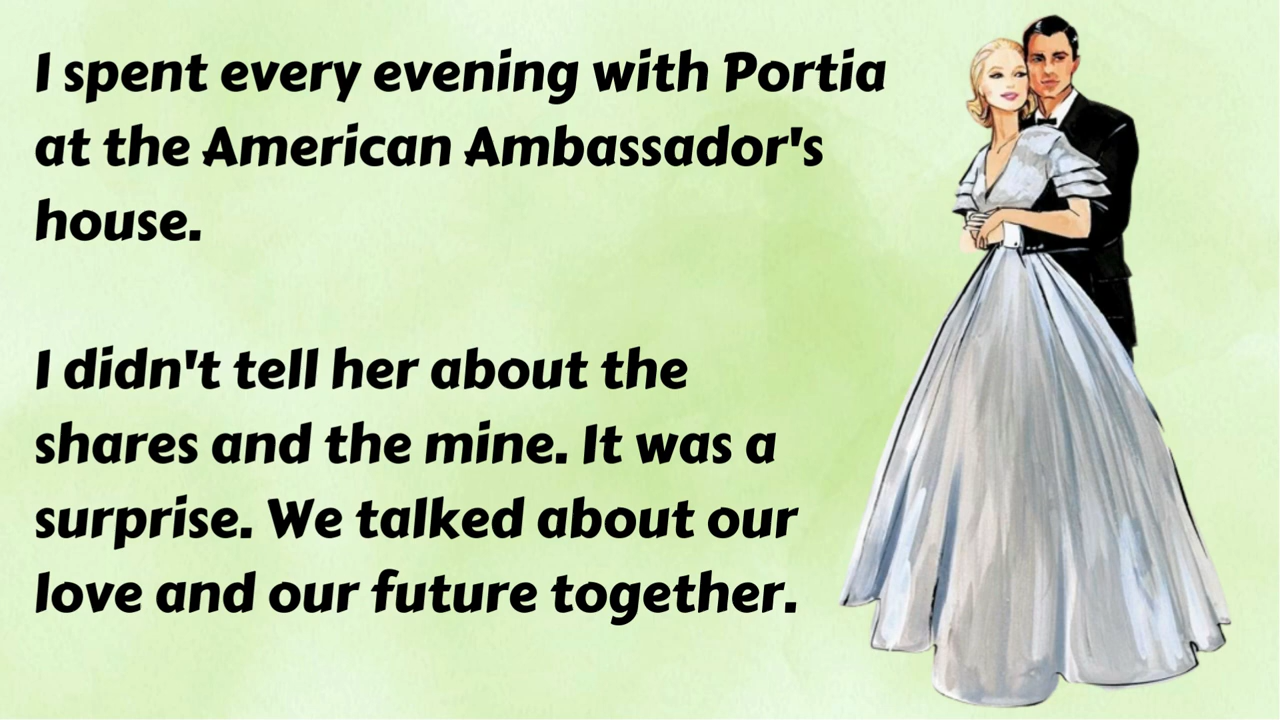 I spent every evening with Portia
at the American Ambassador's
house.
I didn't tell her about the
shares and the mine. It was a
surprise. We talked about our
love and our future together.